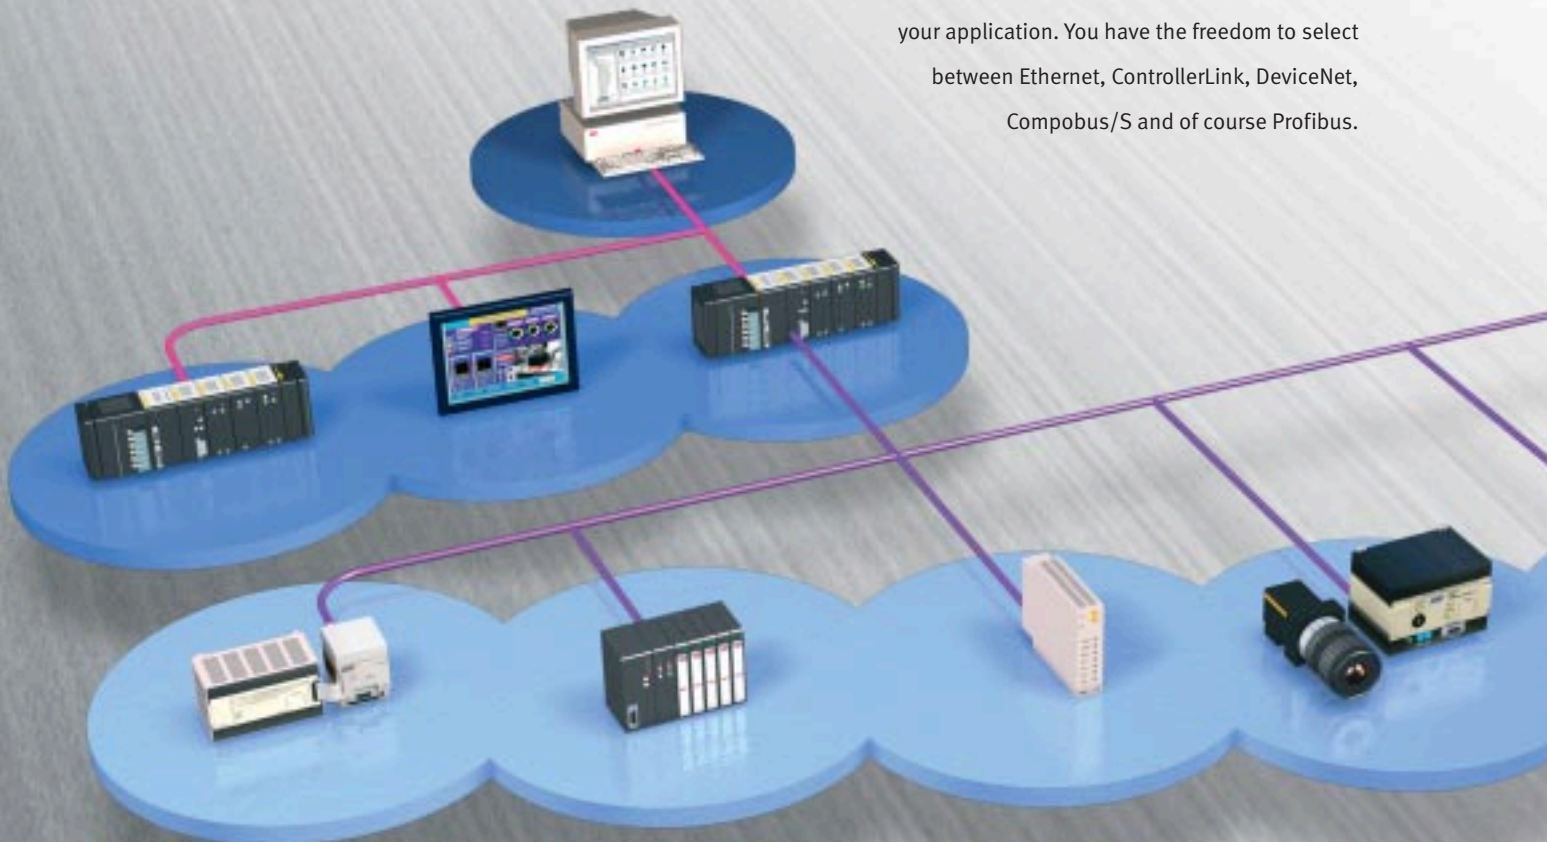 your application. You have the freedom to select
between Ethernet, ControllerLink, DeviceNet,
Compobus/S and of course Profibus.